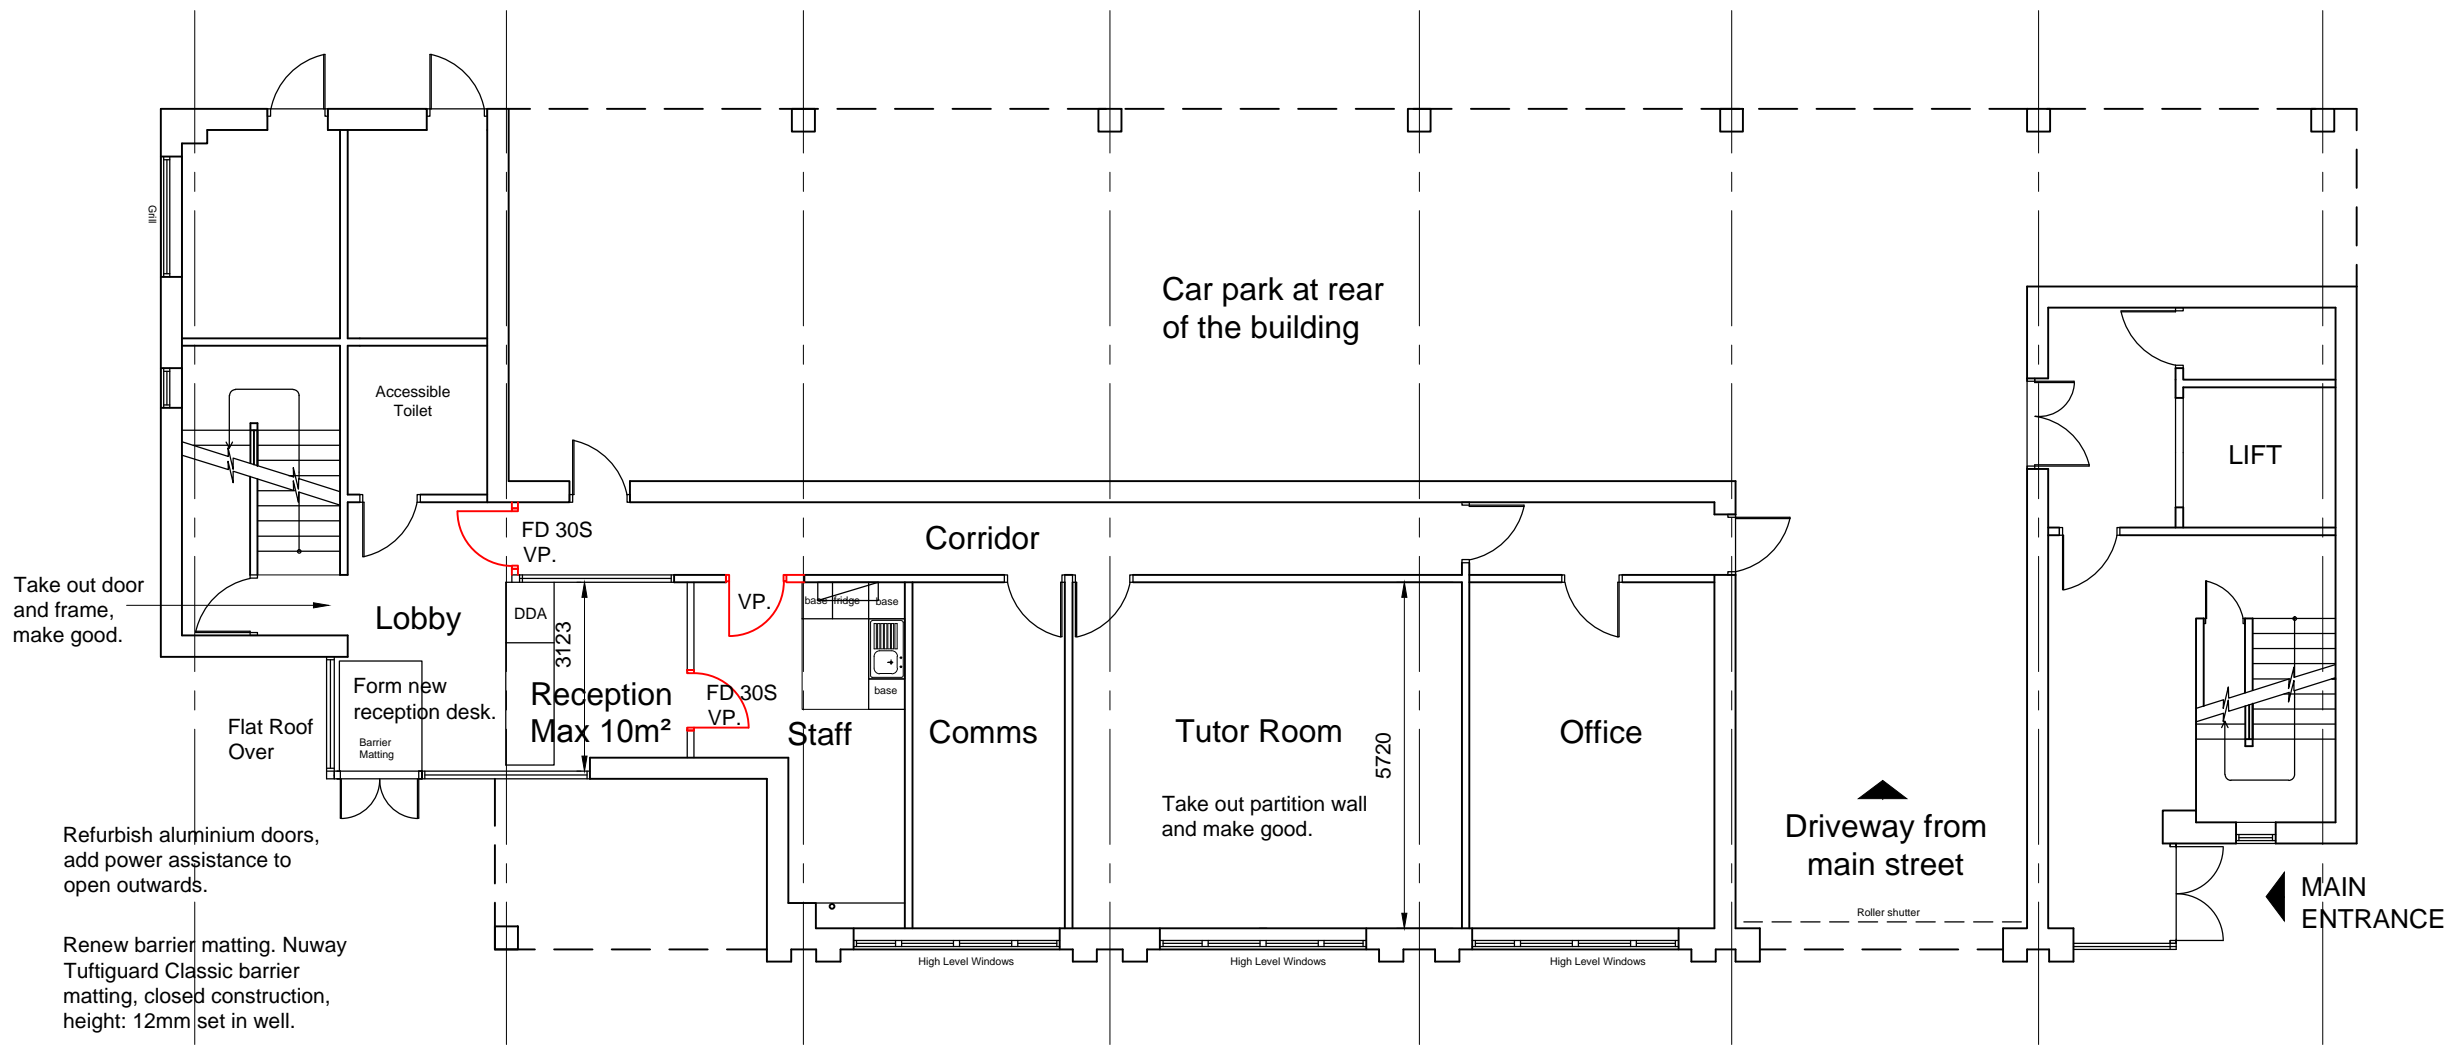 Grill
Car park at rear
of the building
Accessible
Toilet
LIFT
FD 30S
VP.
Corridor
Take out door
and frame,
make good.
Lobby
DDA
3123
VP.
base
fridge
base
base
Form new
reception desk.
Barrier
Matting
Reception
Max 10m²
FD 30S
VP.
Staff
Comms
Tutor Room
5720
Office
Flat Roof
Over
Take out partition wall
and make good.
Driveway from
main street
Refurbish aluminium doors,
add power assistance to
open outwards.
Roller shutter
MAIN
ENTRANCE
Renew barrier matting. Nuway
Tuftiguard Classic barrier
matting, closed construction,
height: 12mm set in well.
High Level Windows
High Level Windows
High Level Windows